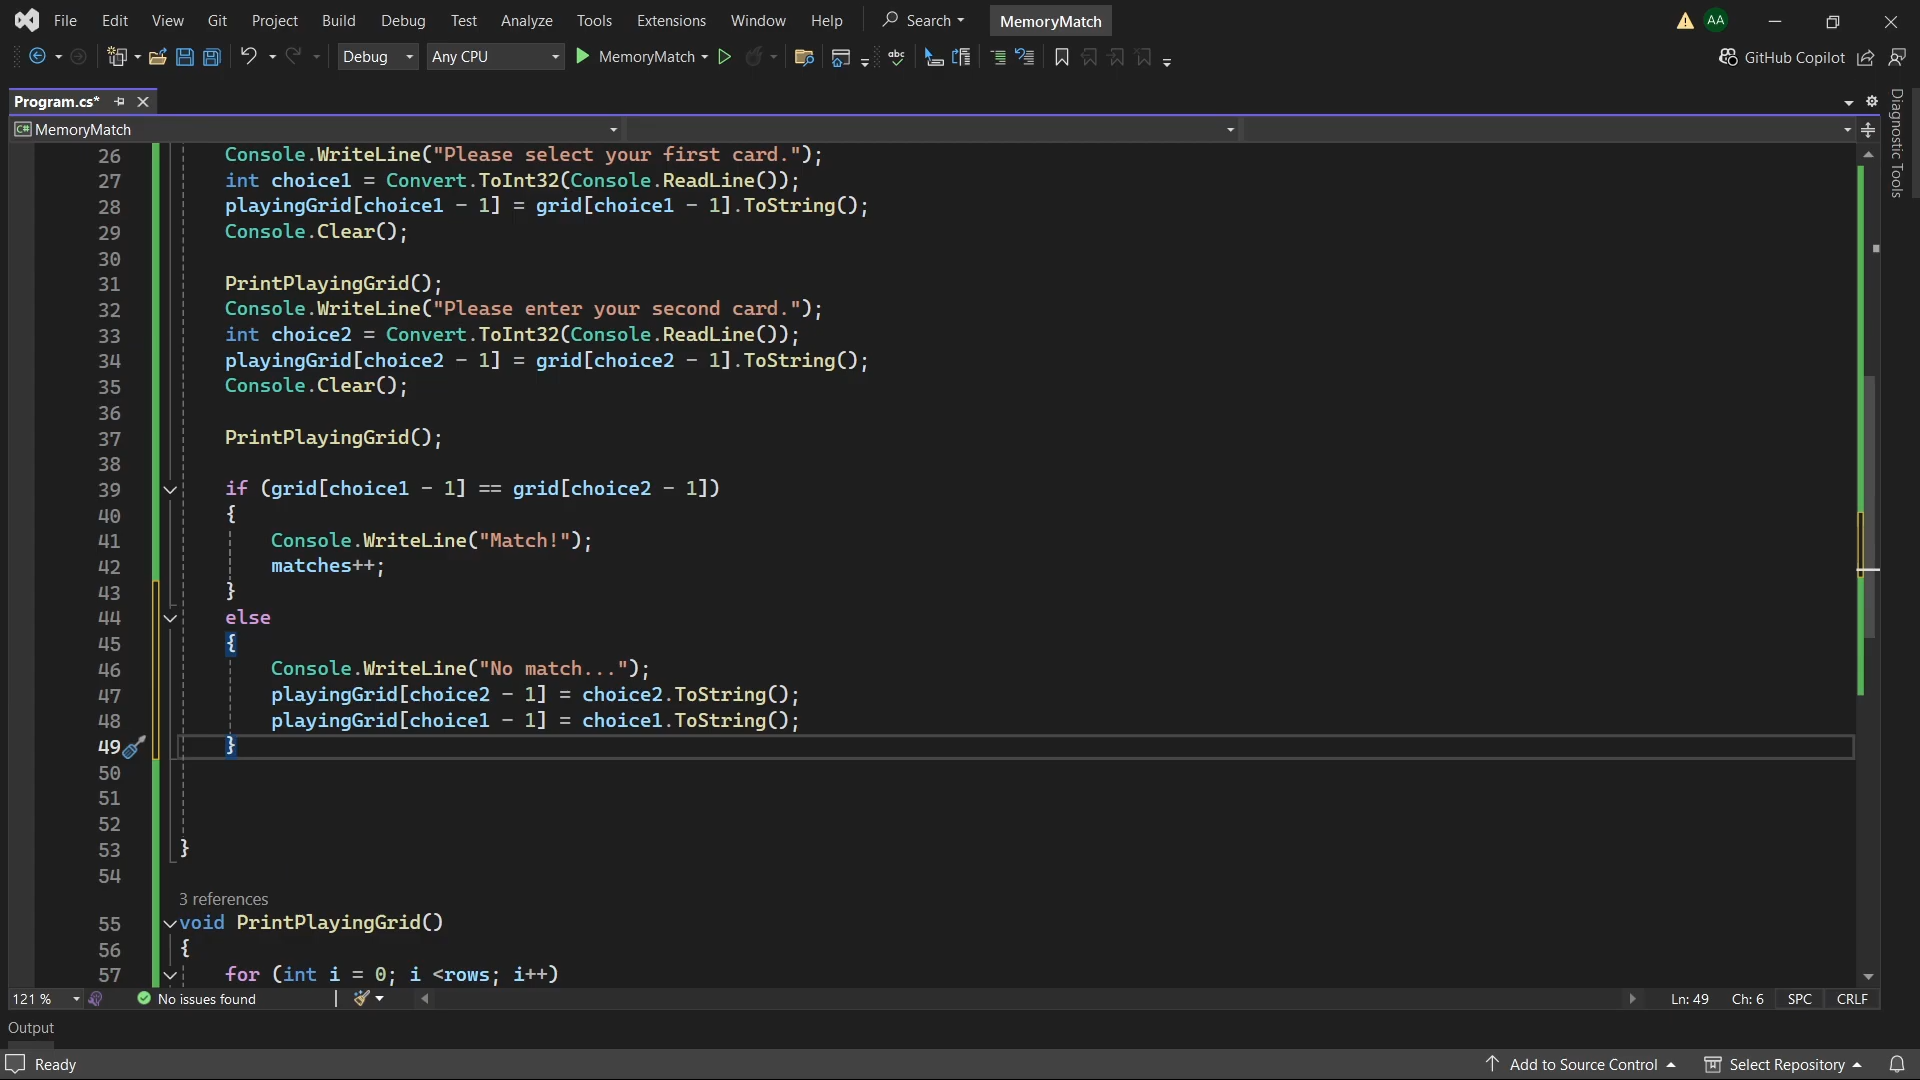 File Edit View Git Project Build Debug Test Analyze Tools Extensions Window Help Search MemoryMatch AA
Debug Any CPU MemoryMatch abc GitHub Copilot
Program.cs*
Diagnostic Tools
C# MemoryMatch
26 Console.WriteLine("Please select your first card.");
27 int choice1 = Convert.ToInt32(Console.ReadLine());
28 playingGrid[choice1 - 1] = grid[choice1 - 1].ToString();
29 Console.Clear();
30
31 PrintPlayingGrid();
32 Console.WriteLine("Please enter your second card.");
33 int choice2 = Convert.ToInt32(Console.ReadLine());
34 playingGrid[choice2 - 1] = grid[choice2 - 1].ToString();
35 Console.Clear();
36
37 PrintPlayingGrid();
38
39 if (grid[choice1 - 1] == grid[choice2 - 1])
40 {
41 Console.WriteLine("Match!");
42 matches++;
43 }
44 else
45 {
46 Console.WriteLine("No match...");
47 playingGrid[choice2 - 1] = choice2.ToString();
48 playingGrid[choice1 - 1] = choice1.ToString();
49 }
50
51
52
53 }
54
3 references
55 void PrintPlayingGrid()
56 {
57 for (int i = 0; i <rows; i++)
121 % No issues found Ln: 49 Ch: 6 SPC CRLF
Output
Ready Add to Source Control Select Repository